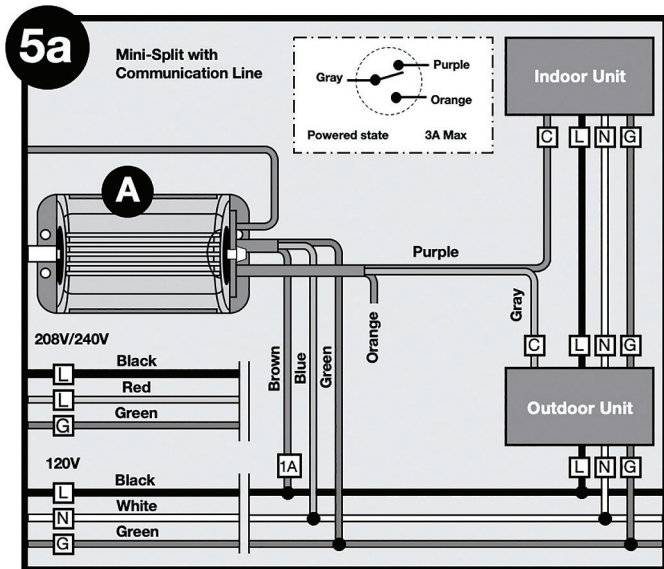 5a
Mini-Split with
Communication Line
Gray
Purple
Orange
Powered state 3A Max
Indoor Unit
C L N G
A
Purple
Gray
Orange
Brown
Blue
Green
208V/240V
L Black
L Red
G Green
C L N G
Outdoor Unit
L N G
120V
1A
L Black
N White
G Green